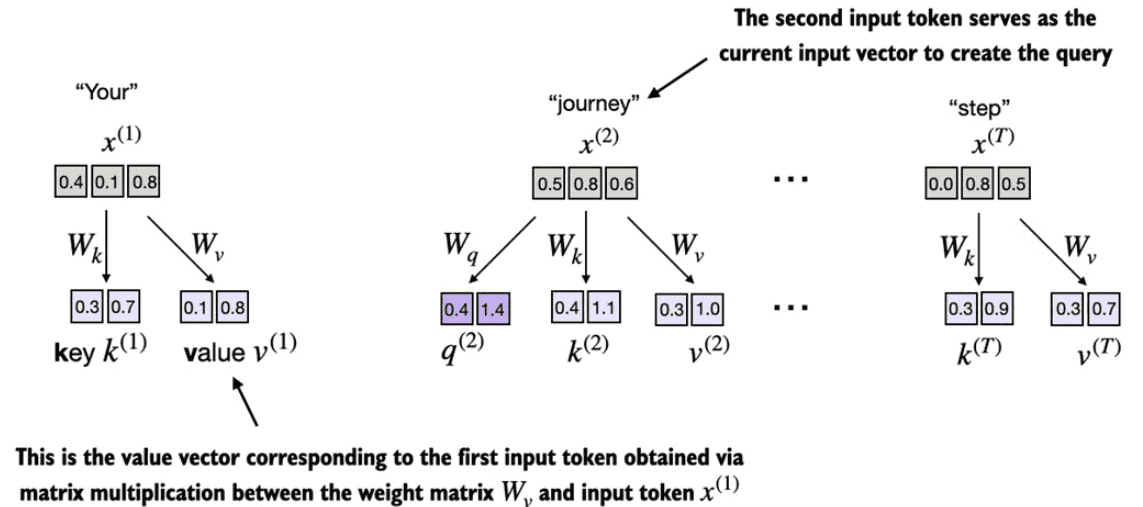 The second input token serves as the
current input vector to create the query
“Your”
“journey”
“step”
x^(1)
x^(2)
x^(T)
0.4 0.1 0.8
0.5 0.8 0.6
...
0.0 0.8 0.5
W_k W_v
W_q W_k W_v
W_k W_v
0.3 0.7 0.1 0.8
0.4 1.4 0.4 1.1 0.3 1.0
...
0.3 0.9 0.3 0.7
key k^(1) value v^(1)
q^(2) k^(2) v^(2)
k^(T) v^(T)
This is the value vector corresponding to the first input token obtained via
matrix multiplication between the weight matrix W_v and input token x^(1)